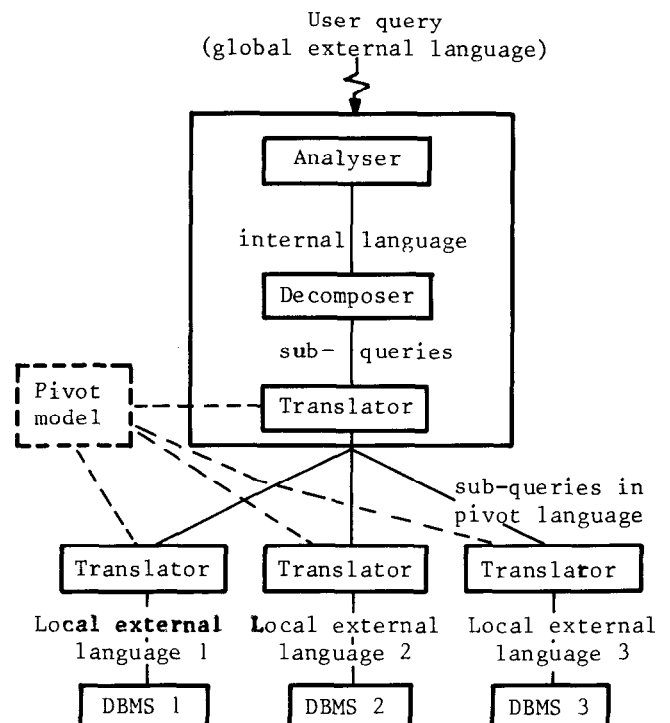 User query
(global external language)
Analyser
internal language
Decomposer
sub- queries
Pivot
model
Translator
sub-queries in
pivot language
Translator
Translator
Translator
Local external
language 1
Local external
language 2
Local external
language 3
DBMS 1
DBMS 2
DBMS 3